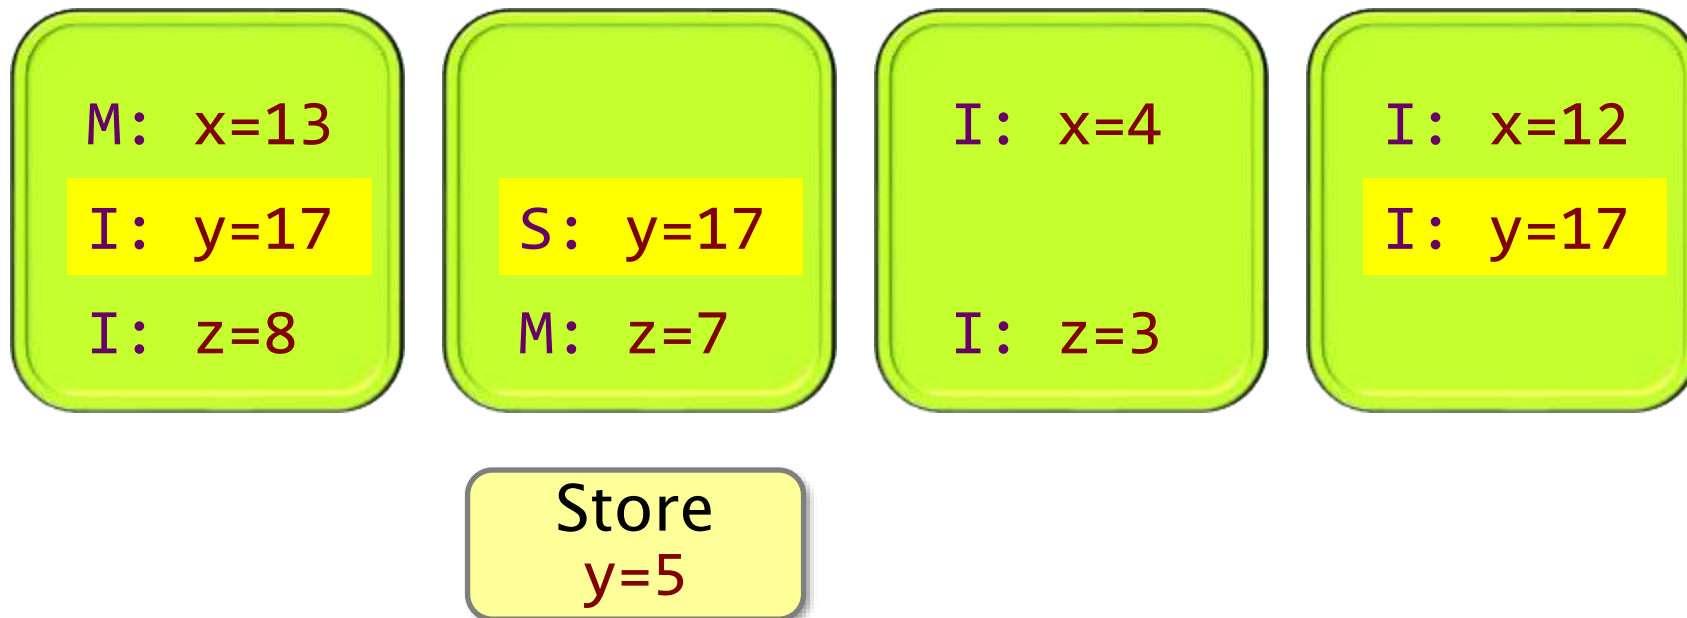 M: x=13
I: y=17
I: z=8
S: y=17
M: z=7
I: x=4
I: z=3
I: x=12
I: y=17
Store
y=5